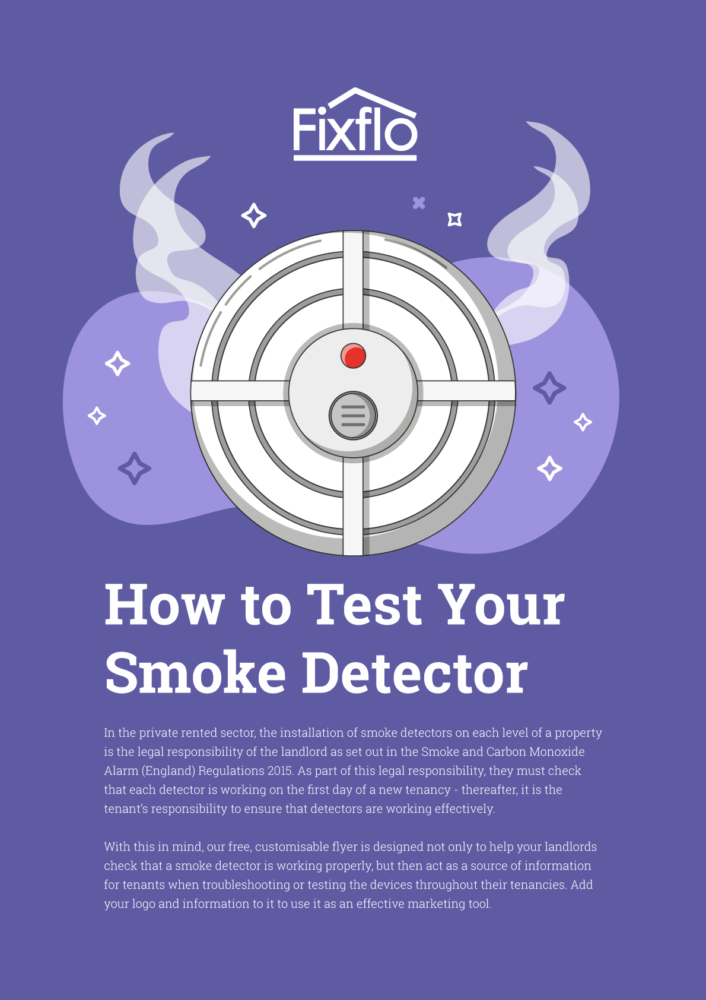 Fixflo
How to Test Your
Smoke Detector
In the private rented sector, the installation of smoke detectors on each level of a property
is the legal responsibility of the landlord as set out in the Smoke and Carbon Monoxide
Alarm (England) Regulations 2015. As part of this legal responsibility, they must check
that each detector is working on the first day of a new tenancy - thereafter, it is the
tenant’s responsibility to ensure that detectors are working effectively.
With this in mind, our free, customisable flyer is designed not only to help your landlords
check that a smoke detector is working properly, but then act as a source of information
for tenants when troubleshooting or testing the devices throughout their tenancies. Add
your logo and information to it to use it as an effective marketing tool.